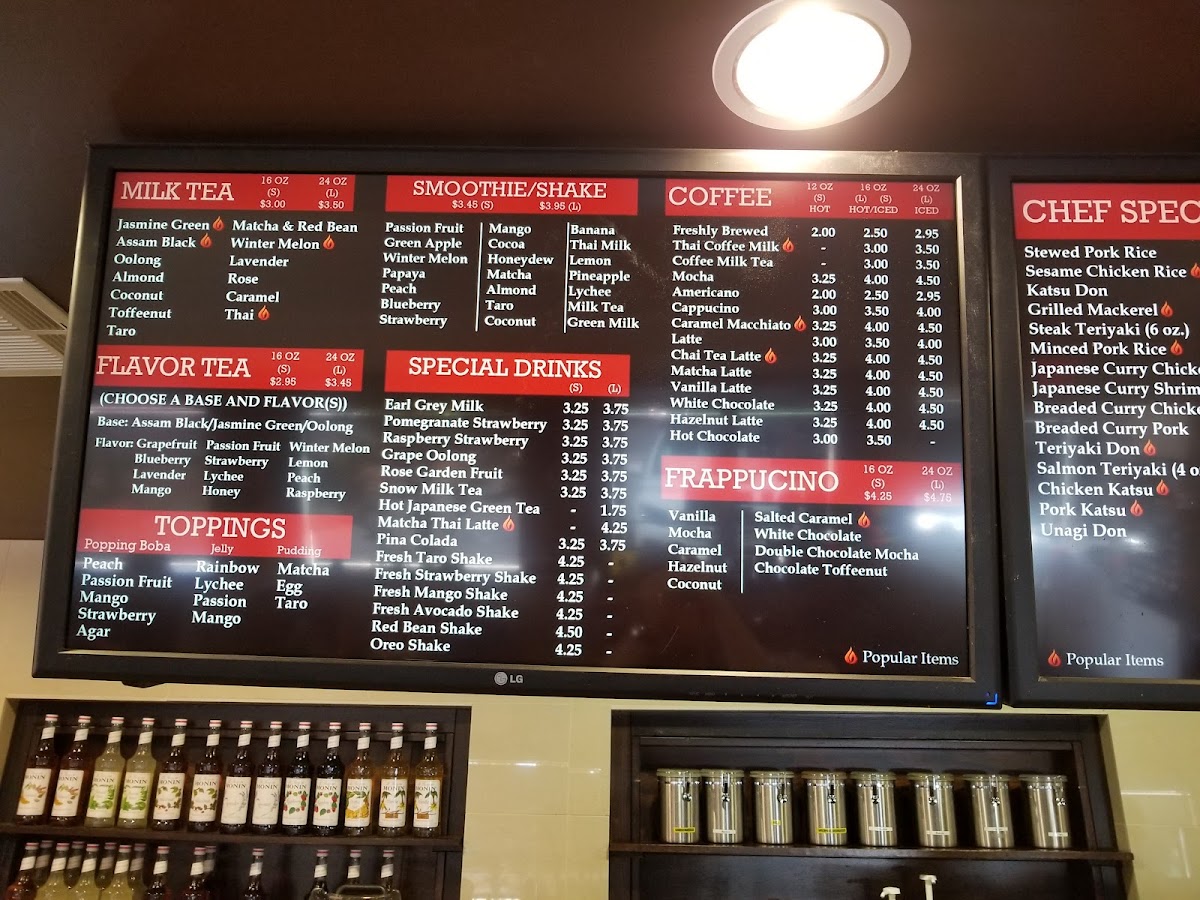 MILK TEA 16 OZ (S) $3.00 24 OZ (L) $3.50
Jasmine Green Matcha & Red Bean
Assam Black Winter Melon
Oolong Lavender
Almond Rose
Coconut Caramel
Toffeenut Thai
Taro
FLAVOR TEA 16 OZ (S) $2.95 24 OZ (L) $3.45
(CHOOSE A BASE AND FLAVOR(S))
Base: Assam Black/Jasmine Green/Oolong
Flavor: Grapefruit Passion Fruit Winter Melon
Blueberry Strawberry Lemon
Lavender Lychee Peach
Mango Honey Raspberry
TOPPINGS
Popping Boba Jelly Pudding
Peach Rainbow Matcha
Passion Fruit Lychee Egg
Mango Passion Taro
Strawberry Mango
Agar
SMOOTHIE/SHAKE
$3.45 (S) $3.95 (L)
Passion Fruit Mango Banana
Green Apple Cocoa Thai Milk
Winter Melon Honeydew Lemon
Papaya Matcha Pineapple
Peach Almond Lychee
Blueberry Taro Milk Tea
Strawberry Coconut Green Milk
SPECIAL DRINKS
(S) (L)
Earl Grey Milk 3.25 3.75
Pomegranate Strawberry 3.25 3.75
Raspberry Strawberry 3.25 3.75
Grape Oolong 3.25 3.75
Rose Garden Fruit 3.25 3.75
Snow Milk Tea 3.25 3.75
Hot Japanese Green Tea - 1.75
Matcha Thai Latte - 4.25
Pina Colada 3.25 3.75
Fresh Taro Shake 4.25 -
Fresh Strawberry Shake 4.25 -
Fresh Mango Shake 4.25 -
Fresh Avocado Shake 4.25 -
Red Bean Shake 4.50 -
Oreo Shake 4.25 -
COFFEE 12 OZ (S) HOT 16 OZ (L) (S) HOT/ICED 24 OZ (L) ICED
Freshly Brewed 2.00 2.50 2.95
Thai Coffee Milk - 3.00 3.50
Coffee Milk Tea - 3.00 3.50
Mocha 3.25 4.00 4.50
Americano 2.00 2.50 2.95
Cappucino 3.00 3.50 4.00
Caramel Macchiato 3.25 4.00 4.50
Latte 3.00 3.50 4.00
Chai Tea Latte 3.25 4.00 4.50
Matcha Latte 3.25 4.00 4.50
Vanilla Latte 3.25 4.00 4.50
White Chocolate 3.25 4.00 4.50
Hazelnut Latte 3.25 4.00 4.50
Hot Chocolate 3.00 3.50 -
FRAPPUCINO 16 OZ (S) $4.25 24 OZ (L) $4.75
Vanilla Salted Caramel
Mocha White Chocolate
Caramel Double Chocolate Mocha
Hazelnut Chocolate Toffeenut
Coconut
Popular Items
LG
CHEF SPEC
Stewed Pork Rice
Sesame Chicken Rice
Katsu Don
Grilled Mackerel
Steak Teriyaki (6 oz.)
Minced Pork Rice
Japanese Curry Chicke
Japanese Curry Shrim
Breaded Curry Chicke
Breaded Curry Pork
Teriyaki Don
Salmon Teriyaki (4 o
Chicken Katsu
Pork Katsu
Unagi Don
Popular Items
MONIN